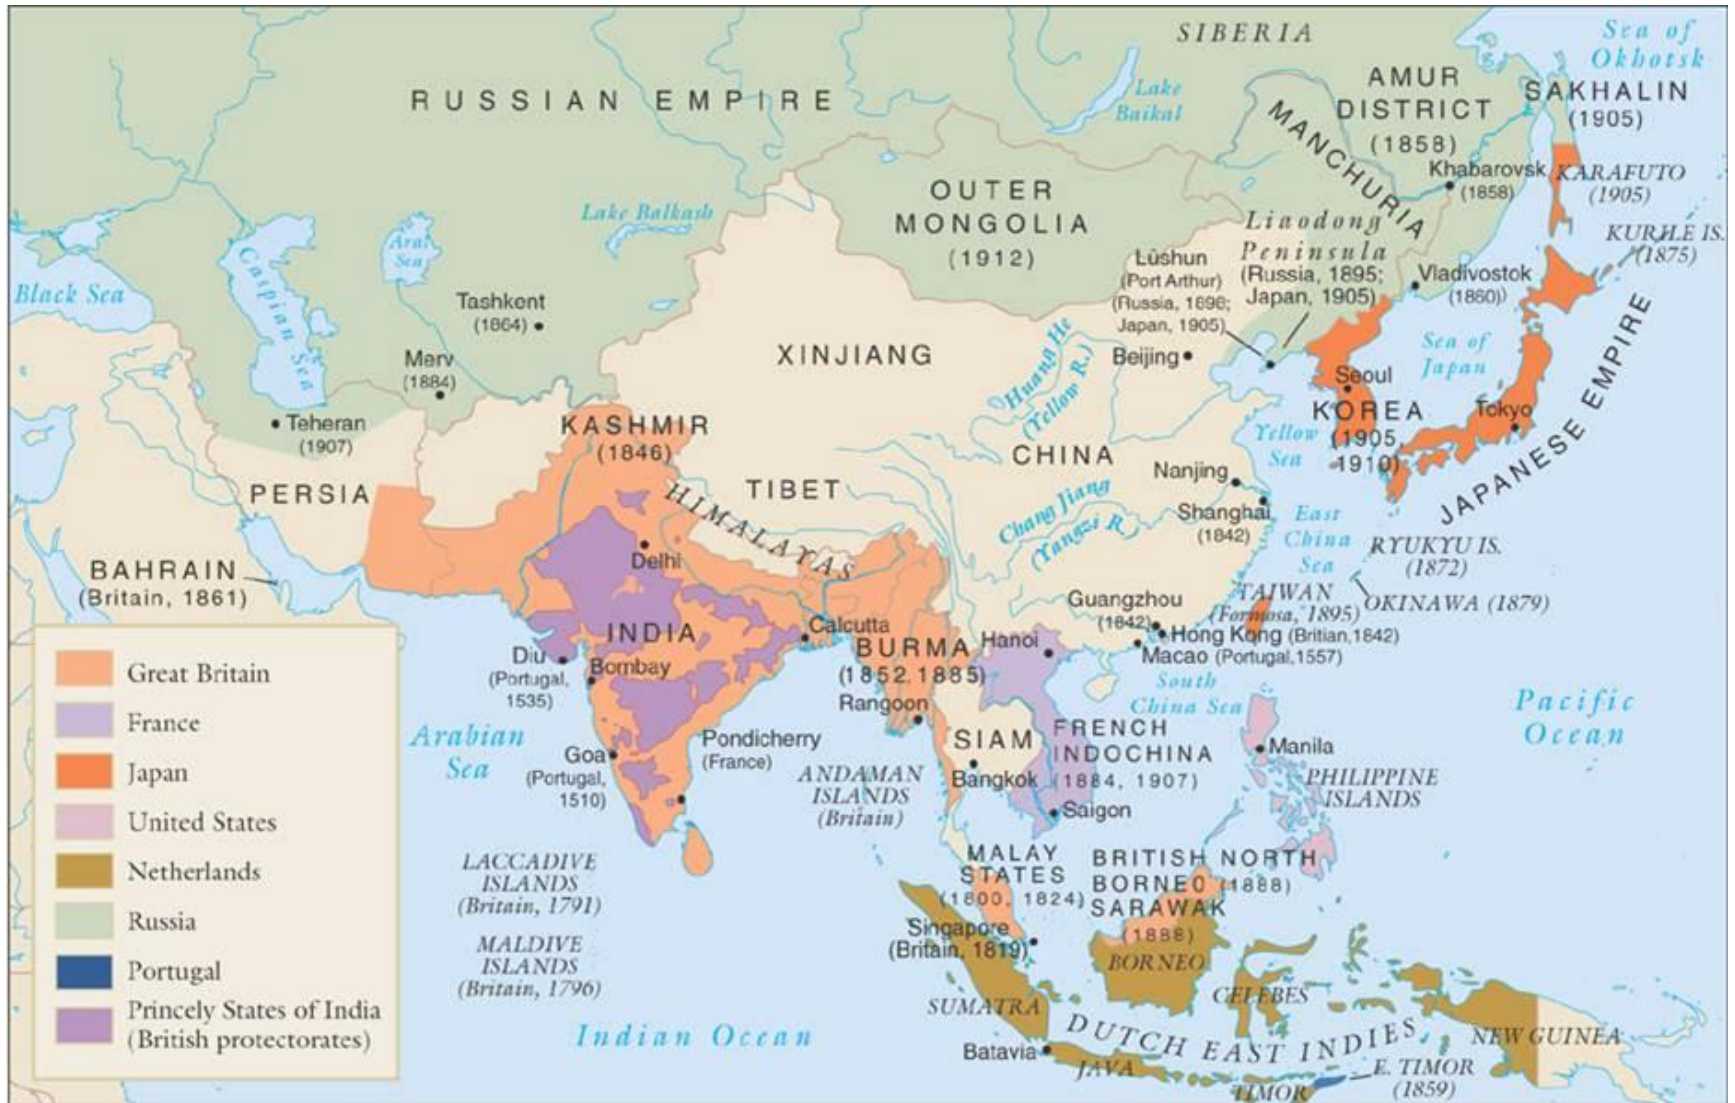 SIBERIA
Sea of
Okhotsk
RUSSIAN EMPIRE
Lake
Baikal
AMUR
DISTRICT
(1858)
SAKHALIN
(1905)
MANCHURIA
Khabarovsk
(1858)
KARAFUTO
(1905)
KURILE IS.
(1875)
OUTER
MONGOLIA
(1912)
Lake Balkash
Aral
Sea
Caspian Sea
Black Sea
Liaodong
Peninsula
(Russia, 1895;
Japan, 1905)
Lüshun
(Port Arthur)
(Russia, 1898;
Japan, 1905)
Vladivostok
(1860))
Tashkent
(1864)
Merv
(1884)
Teheran
(1907)
XINJIANG
Huang He
(Yellow R.)
Beijing
Sea of
Japan
Seoul
KOREA
(1905,
1910)
Tokyo
JAPANESE EMPIRE
KASHMIR
(1846)
CHINA
Yellow
Sea
PERSIA
TIBET
HIMALAYAS
Nanjing
Chang Jiang
(Yangzi R.)
Shanghai
(1842)
East
China
Sea
RYUKYU IS.
(1872)
Delhi
BAHRAIN
(Britain, 1861)
TAIWAN
(Formosa, 1895)
OKINAWA (1879)
Guangzhou
(1842)
Hong Kong (Britian,1842)
Macao (Portugal,1557)
INDIA
Calcutta
BURMA
(1852, 1885)
Hanoi
Diu
(Portugal,
1535)
Bombay
Rangoon
South
China Sea
Pacific
Ocean
Arabian
Sea
SIAM
Bangkok
FRENCH
INDOCHINA
(1884, 1907)
Manila
Goa
(Portugal,
1510)
Pondicherry
(France)
ANDAMAN
ISLANDS
(Britain)
PHILIPPINE
ISLANDS
Saigon
LACCADIVE
ISLANDS
(Britain, 1791)
MALAY
STATES
(1800, 1824)
BRITISH NORTH
BORNEO (1888)
SARAWAK
(1888)
Singapore
(Britain, 1819)
MALDIVE
ISLANDS
(Britain, 1796)
BORNEO
SUMATRA
CELEBES
Indian Ocean
DUTCH EAST INDIES
NEW GUINEA
Batavia
JAVA
TIMOR
E. TIMOR
(1859)
Great Britain
France
Japan
United States
Netherlands
Russia
Portugal
Princely States of India
(British protectorates)